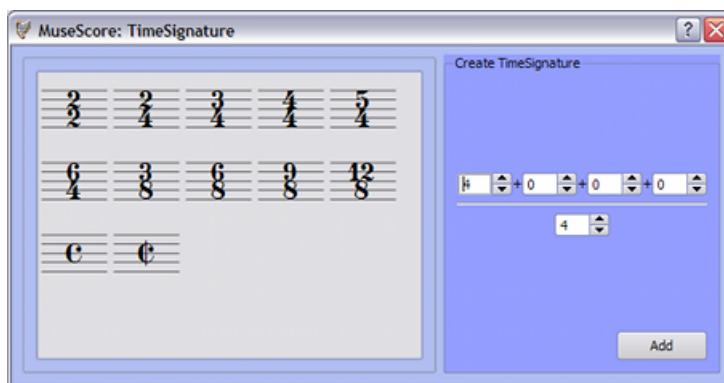 MuseScore: TimeSignature
?
Create TimeSignature
2 2 3 4 5
2 4 4 4 4
4 + 0 + 0 + 0
6 3 6 9 12
4 8 8 8 8
4
C ¢
Add